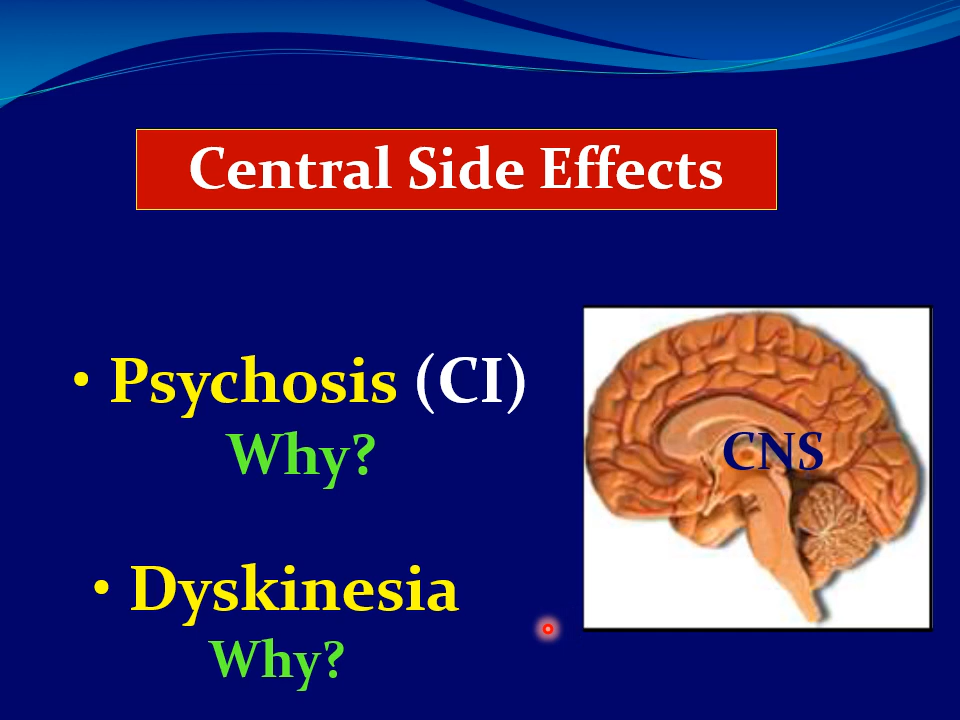 Central Side Effects
• Psychosis (CI)
Why?
CNS
• Dyskinesia
Why?